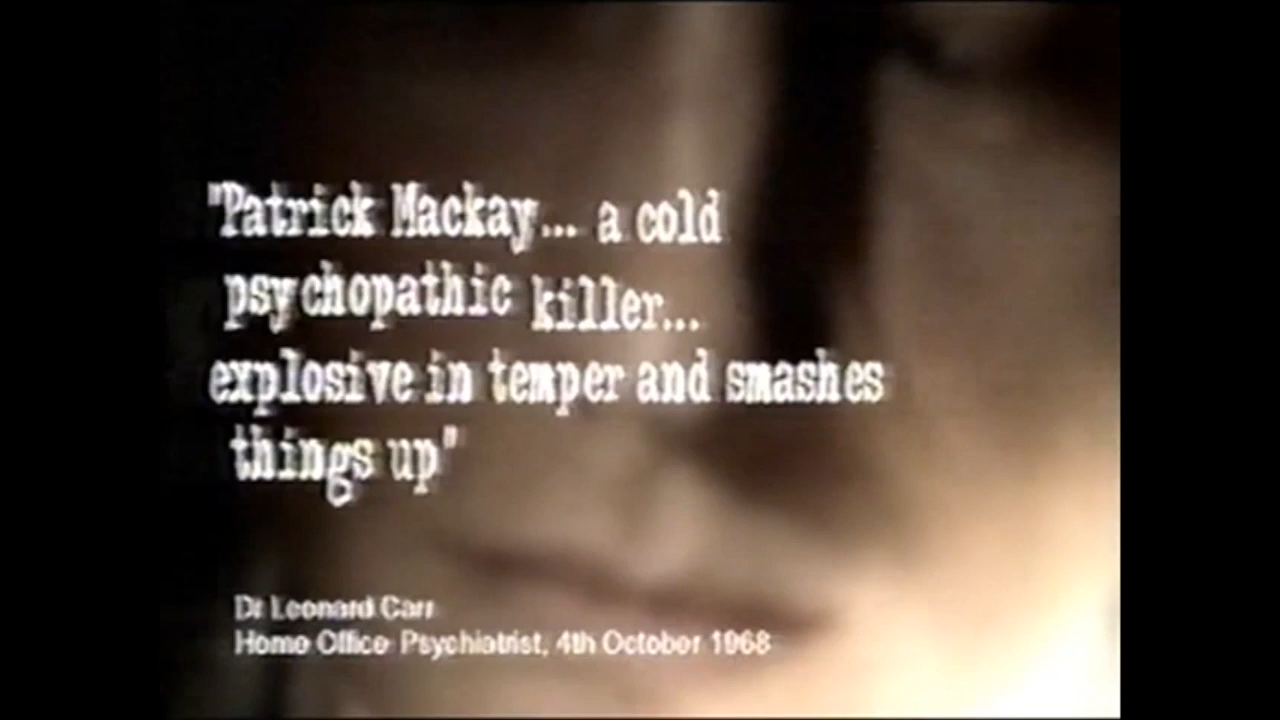 "Patrick Mackay... a cold
psychopathic killer...
explosive in temper and smashes
things up"
Dr Leonard Carr
Home Office Psychiatrist, 4th October 1968